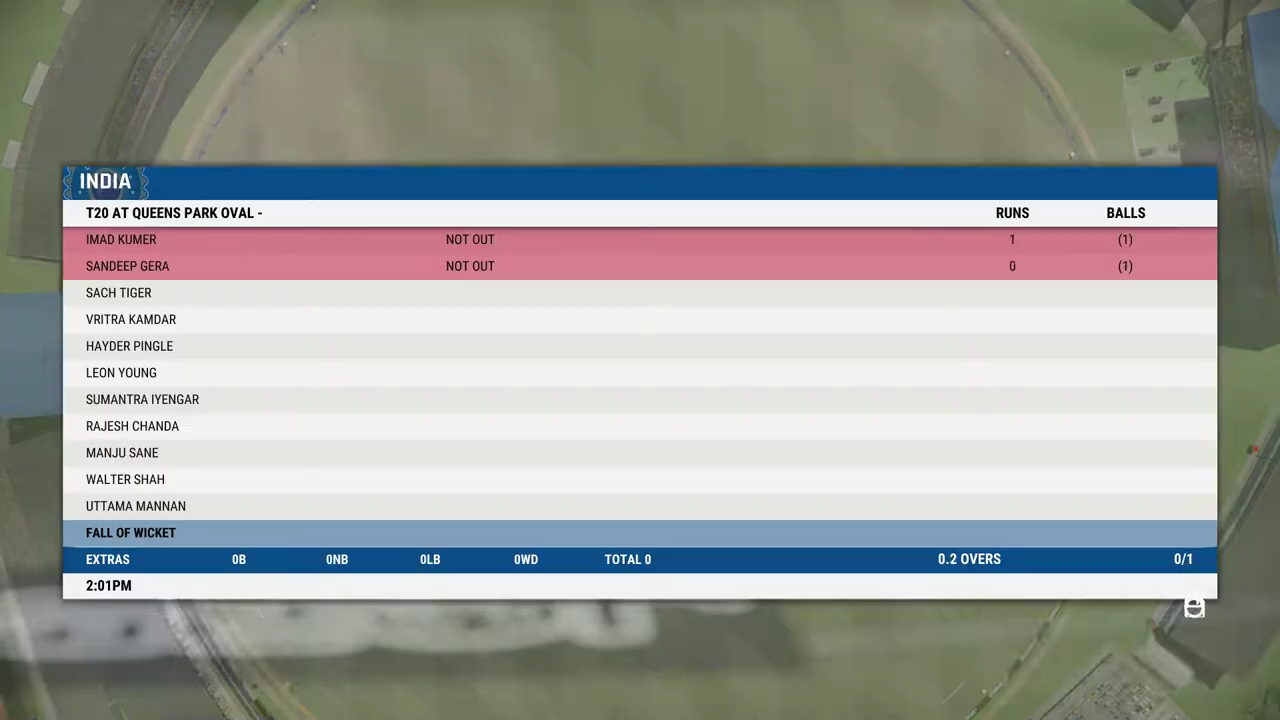 INDIA
T20 AT QUEENS PARK OVAL - RUNS BALLS
IMAD KUMER NOT OUT 1 (1)
SANDEEP GERA NOT OUT 0 (1)
SACH TIGER
VRITRA KAMDAR
HAYDER PINGLE
LEON YOUNG
SUMANTRA IYENGAR
RAJESH CHANDA
MANJU SANE
WALTER SHAH
UTTAMA MANNAN
FALL OF WICKET
EXTRAS 0B 0NB 0LB 0WD TOTAL 0 0.2 OVERS 0/1
2:01PM